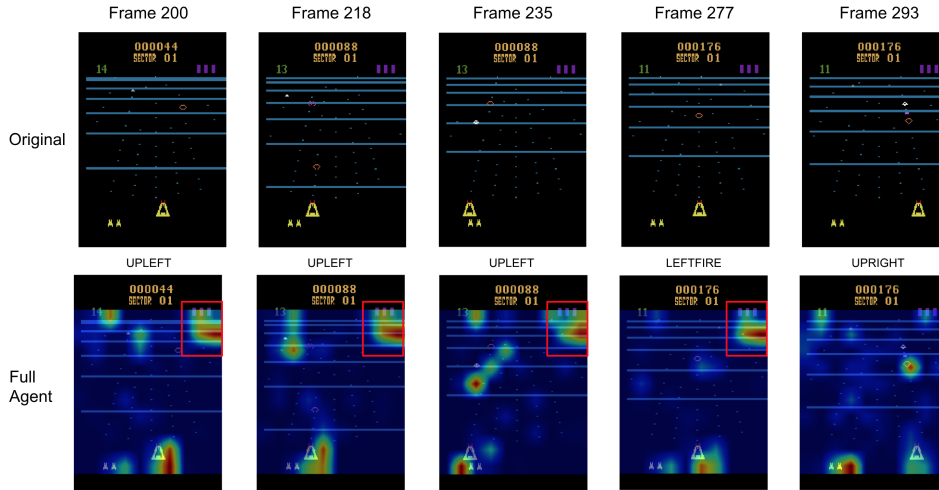 Frame 200 Frame 218 Frame 235 Frame 277 Frame 293
Original
000044 000088 000088 000176 000176
SECTOR 01 SECTOR 01 SECTOR 01 SECTOR 01 SECTOR 01
14 13 13 11 11
UPLEFT UPLEFT UPLEFT LEFTFIRE UPRIGHT
Full
Agent
000044 000088 000088 000176 000176
SECTOR 01 SECTOR 01 SECTOR 01 SECTOR 01 SECTOR 01
14 13 13 11 11